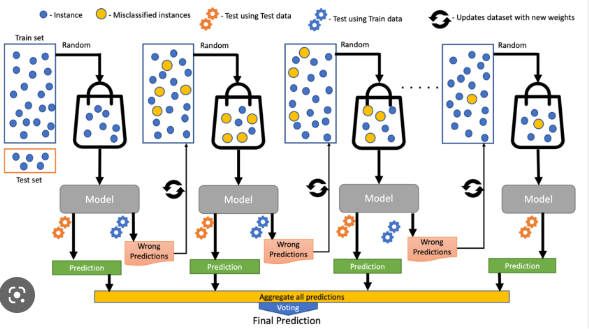 - Instance
- Misclassified instances
- Test using Test data
- Test using Train data
- Updates dataset with new weights
Train set
Random
Random
Random
Random
Test set
Model
Model
Model
Model
Wrong
Predictions
Wrong
Predictions
Wrong
Predictions
Prediction
Prediction
Prediction
Prediction
Aggregate all predictions
Voting
Final Prediction